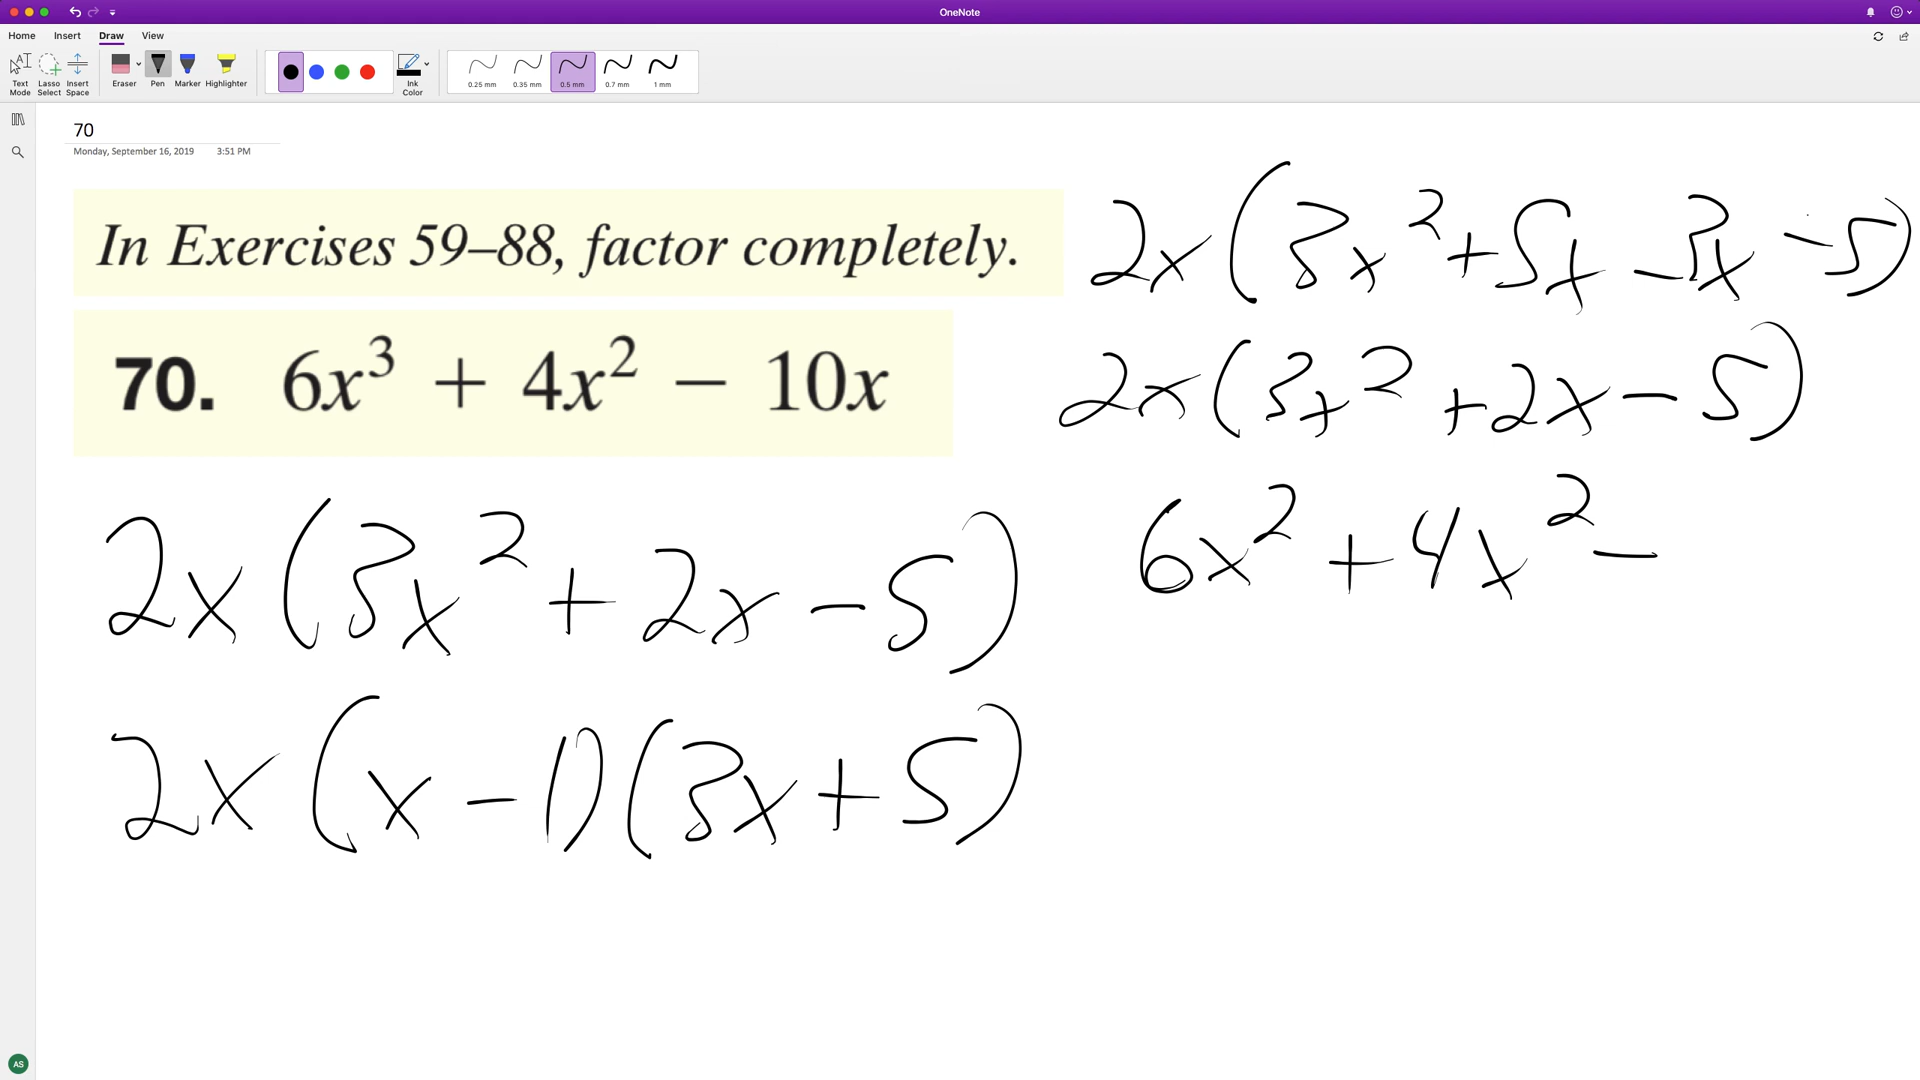 OneNote
Home Insert Draw View
Text Mode Lasso Select Insert Space Eraser Pen Marker Highlighter Ink Color 0.25 mm 0.35 mm 0.5 mm 0.7 mm 1 mm
70
Monday, September 16, 2019 3:51 PM
In Exercises 59–88, factor completely.
70. 6x³ + 4x² − 10x
2x(3x² + 2x − 5)
2x(x − 1)(3x + 5)
2x(3x² + 5x − 3x − 5)
2x(3x² + 2x − 5)
6x² + 4x² −
AS